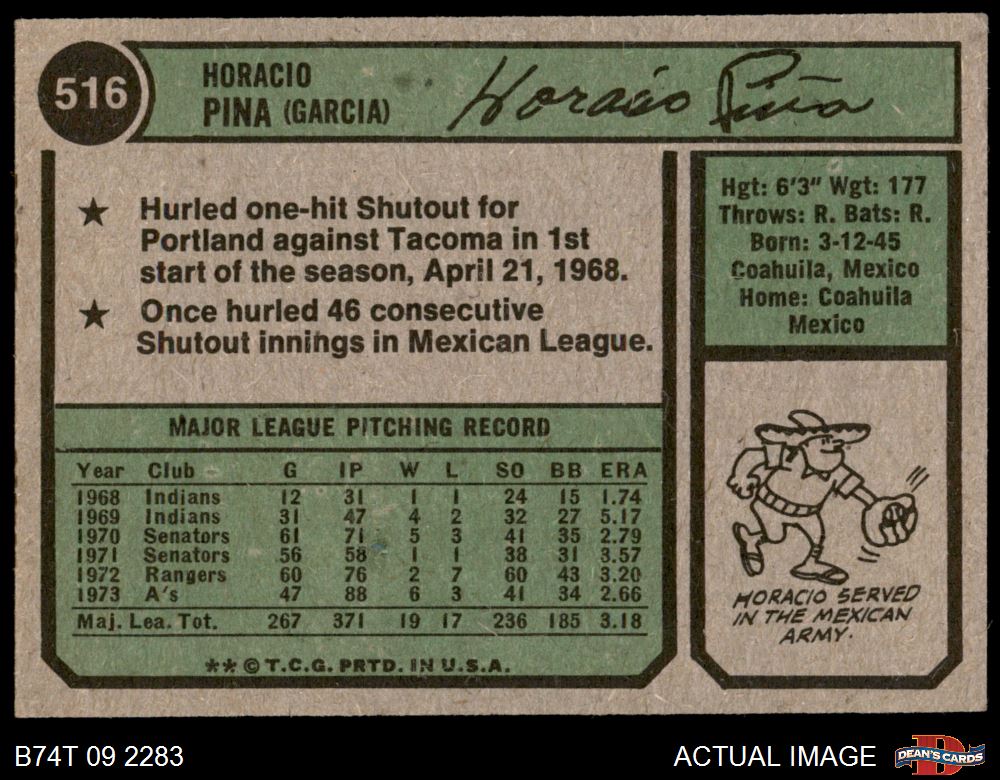 516
HORACIO
PINA (GARCIA)
Horacio Piña
★ Hurled one-hit Shutout for
Portland against Tacoma in 1st
start of the season, April 21, 1968.
★ Once hurled 46 consecutive
Shutout innings in Mexican League.
Hgt: 6'3" Wgt: 177
Throws: R. Bats: R.
Born: 3-12-45
Coahuila, Mexico
Home: Coahuila
Mexico
MAJOR LEAGUE PITCHING RECORD
Year Club G IP W L SO BB ERA
1968 Indians 12 31 1 1 24 15 1.74
1969 Indians 31 47 4 2 32 27 5.17
1970 Senators 61 71 5 3 41 35 2.79
1971 Senators 56 58 1 1 38 31 3.57
1972 Rangers 60 76 2 7 60 43 3.20
1973 A's 47 88 6 3 41 34 2.66
Maj. Lea. Tot. 267 371 19 17 236 185 3.18
** © T.C.G. PRTD. IN U.S.A.
HORACIO SERVED
IN THE MEXICAN
ARMY.
B74T 09 2283
ACTUAL IMAGE
DEAN'S CARDS